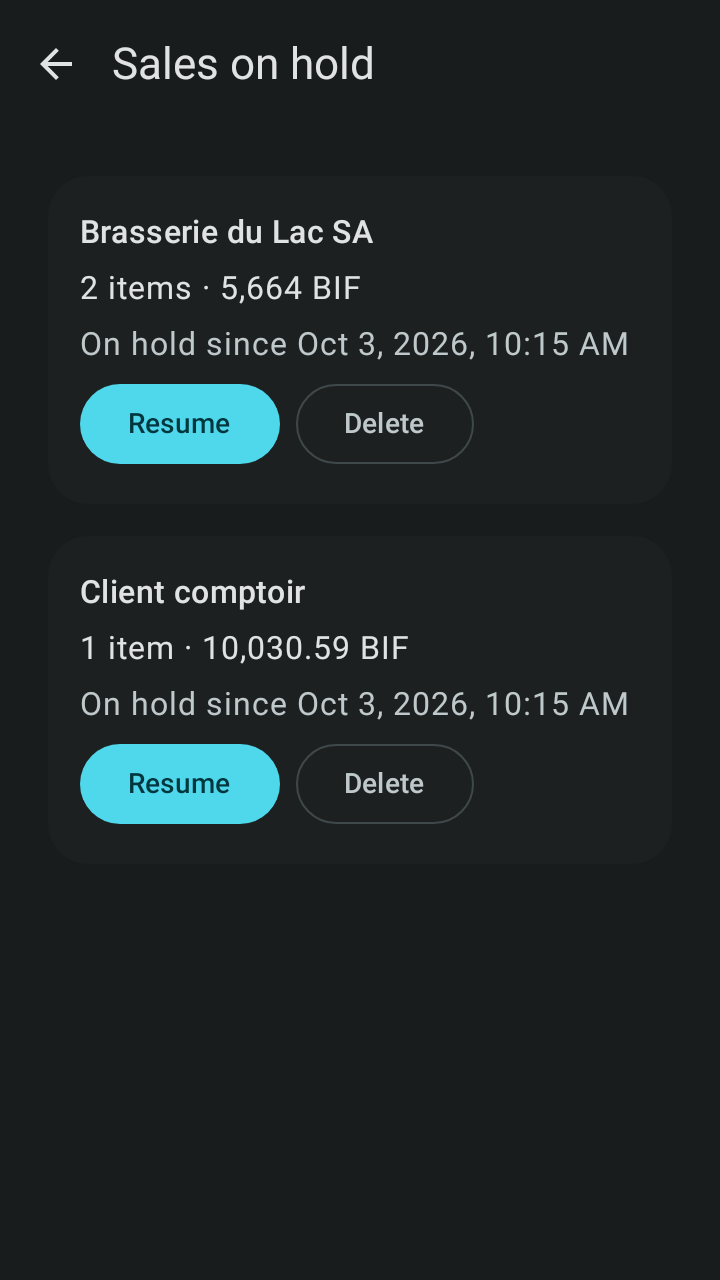 Sales on hold
Brasserie du Lac SA
2 items · 5,664 BIF
On hold since Oct 3, 2026, 10:15 AM
Resume Delete
Client comptoir
1 item · 10,030.59 BIF
On hold since Oct 3, 2026, 10:15 AM
Resume Delete